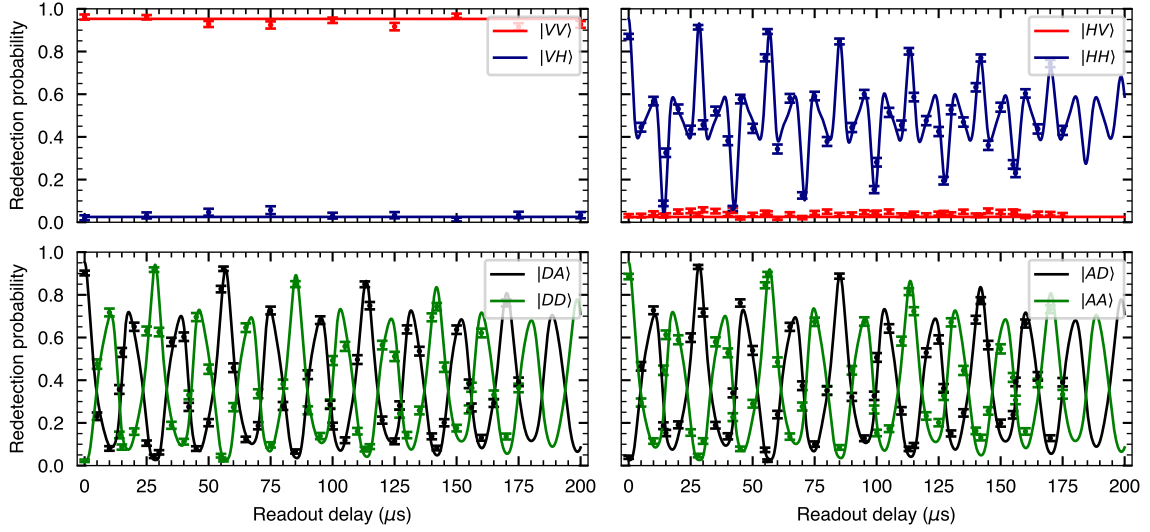 Redetection probability
1.0
0.8
0.6
0.4
0.2
0.0
|VV⟩
|VH⟩
|HV⟩
|HH⟩
Redetection probability
1.0
0.8
0.6
0.4
0.2
0.0
|DA⟩
|DD⟩
|AD⟩
|AA⟩
0 25 50 75 100 125 150 175 200
Readout delay (μs)
0 25 50 75 100 125 150 175 200
Readout delay (μs)